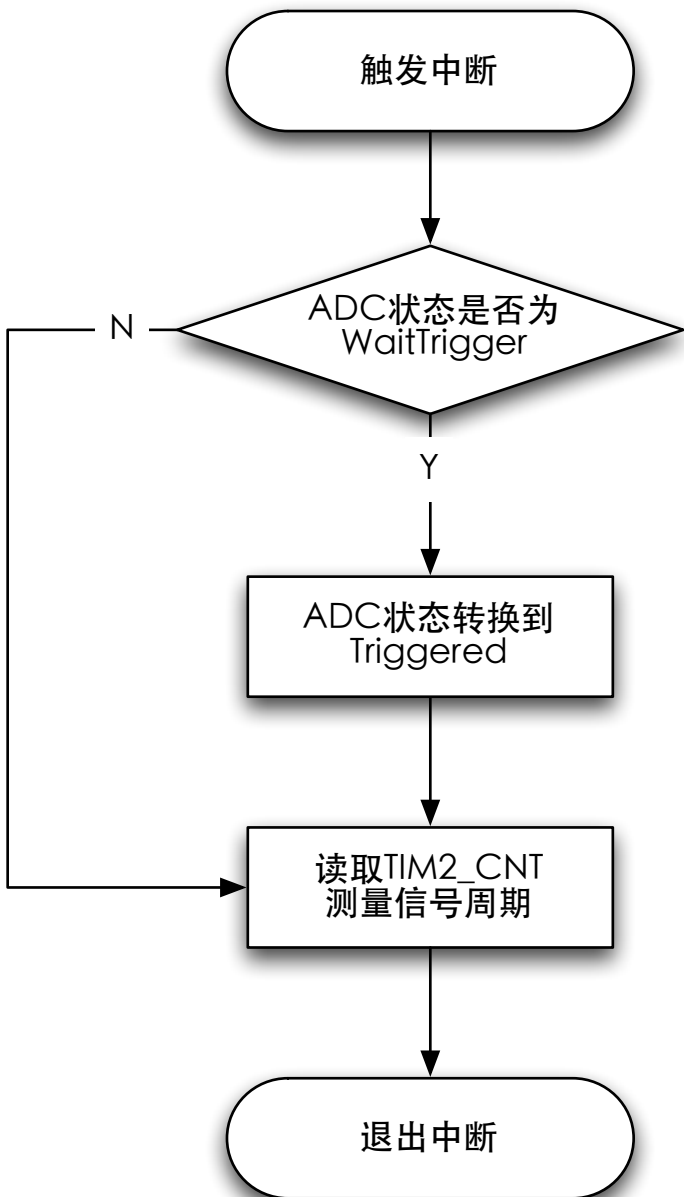 触发中断
ADC状态是否为
WaitTrigger
N
Y
ADC状态转换到
Triggered
读取TIM2_CNT
测量信号周期
退出中断